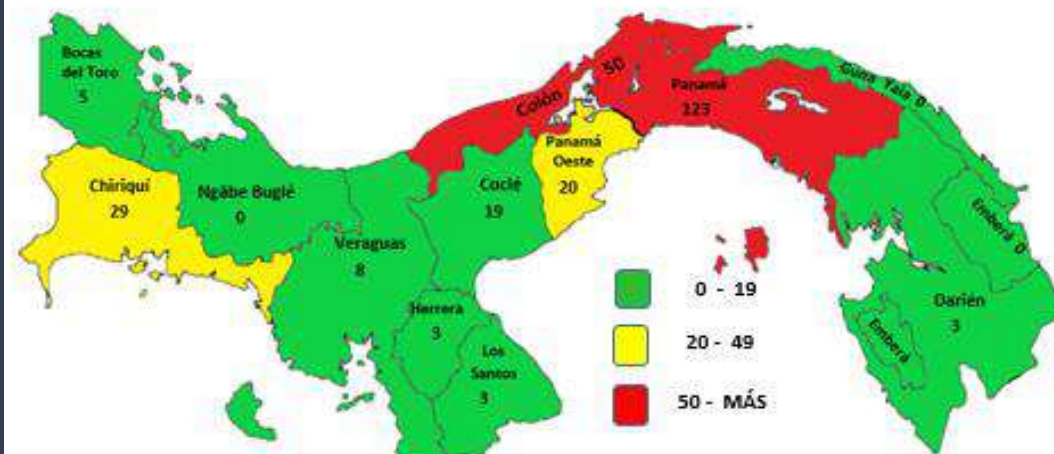 Bocas
del Toro
5
Chiriquí
29
Ngäbe Buglé
0
Veraguas
8
Herrera
3
Los
Santos
3
Coclé
19
Colón
50
Panamá
Oeste
20
Panamá
123
Guna Yala 0
Emberá 0
Darién
3
Emberá
0 - 19
20 - 49
50 - MÁS